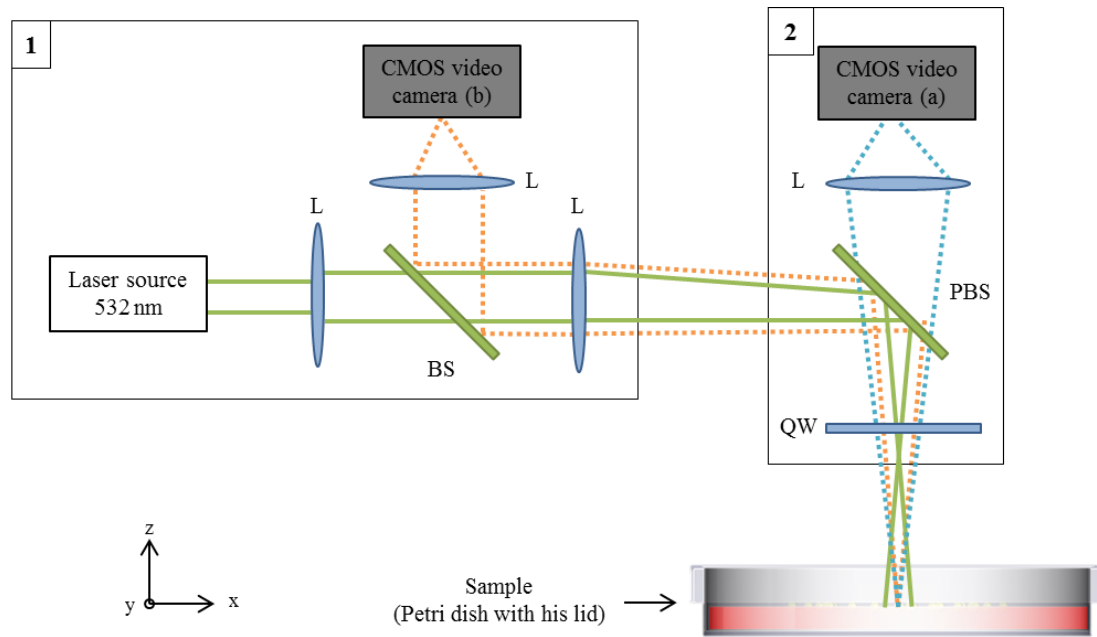 1
CMOS video
camera (b)
L
L
L
Laser source
532 nm
BS
2
CMOS video
camera (a)
L
PBS
QW
z
y
x
Sample
(Petri dish with his lid)